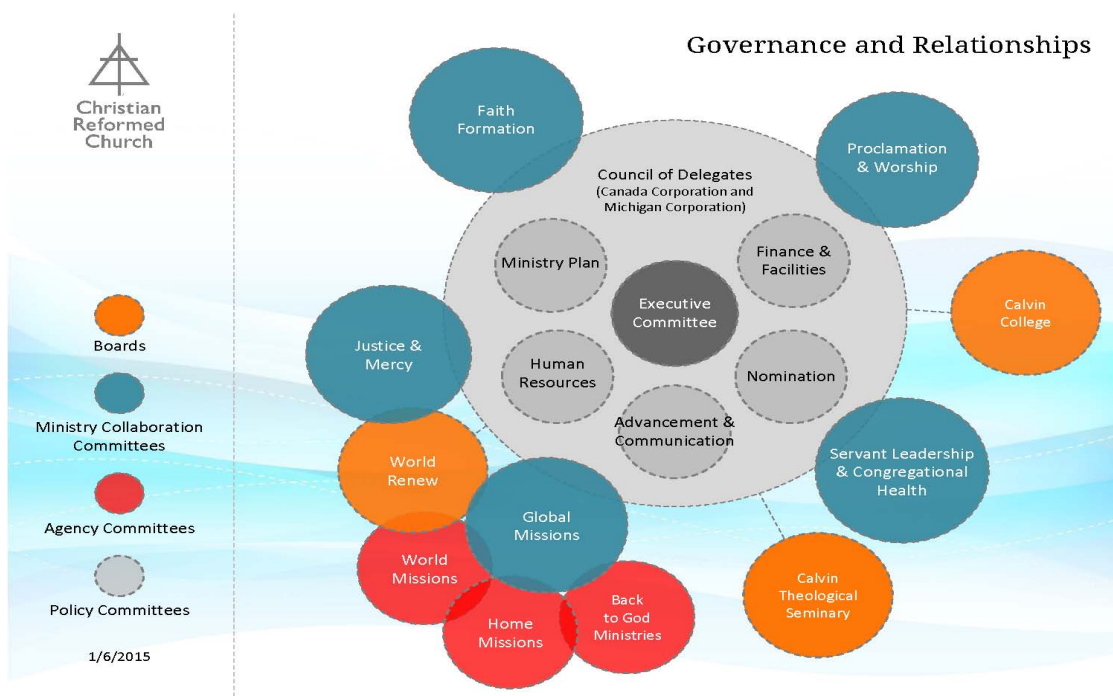 Christian
Reformed
Church
Boards
Ministry Collaboration
Committees
Agency Committees
Policy Committees
1/6/2015
Governance and Relationships
Faith
Formation
Proclamation
& Worship
Council of Delegates
(Canada Corporation and
Michigan Corporation)
Ministry Plan
Finance &
Facilities
Executive
Committee
Calvin
College
Justice &
Mercy
Human
Resources
Nomination
Advancement &
Communication
World
Renew
Servant Leadership
& Congregational
Health
Global
Missions
World
Missions
Calvin
Theological
Seminary
Home
Missions
Back
to God
Ministries